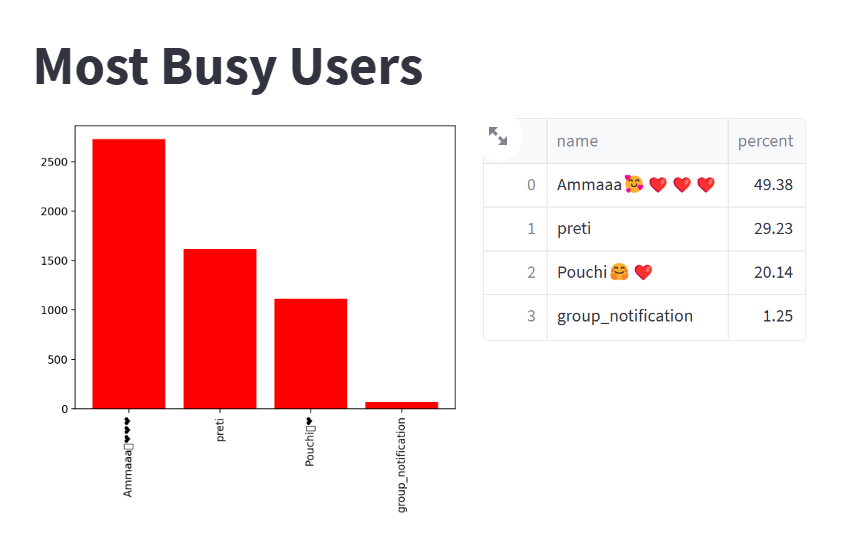 Most Busy Users
2500
2000
1500
1000
500
0
Ammaaa▯♥♥♥
preti
Pouchi▯♥
group_notification
name percent
0 Ammaaa🥰❤️❤️❤️ 49.38
1 preti 29.23
2 Pouchi🤗❤️ 20.14
3 group_notification 1.25